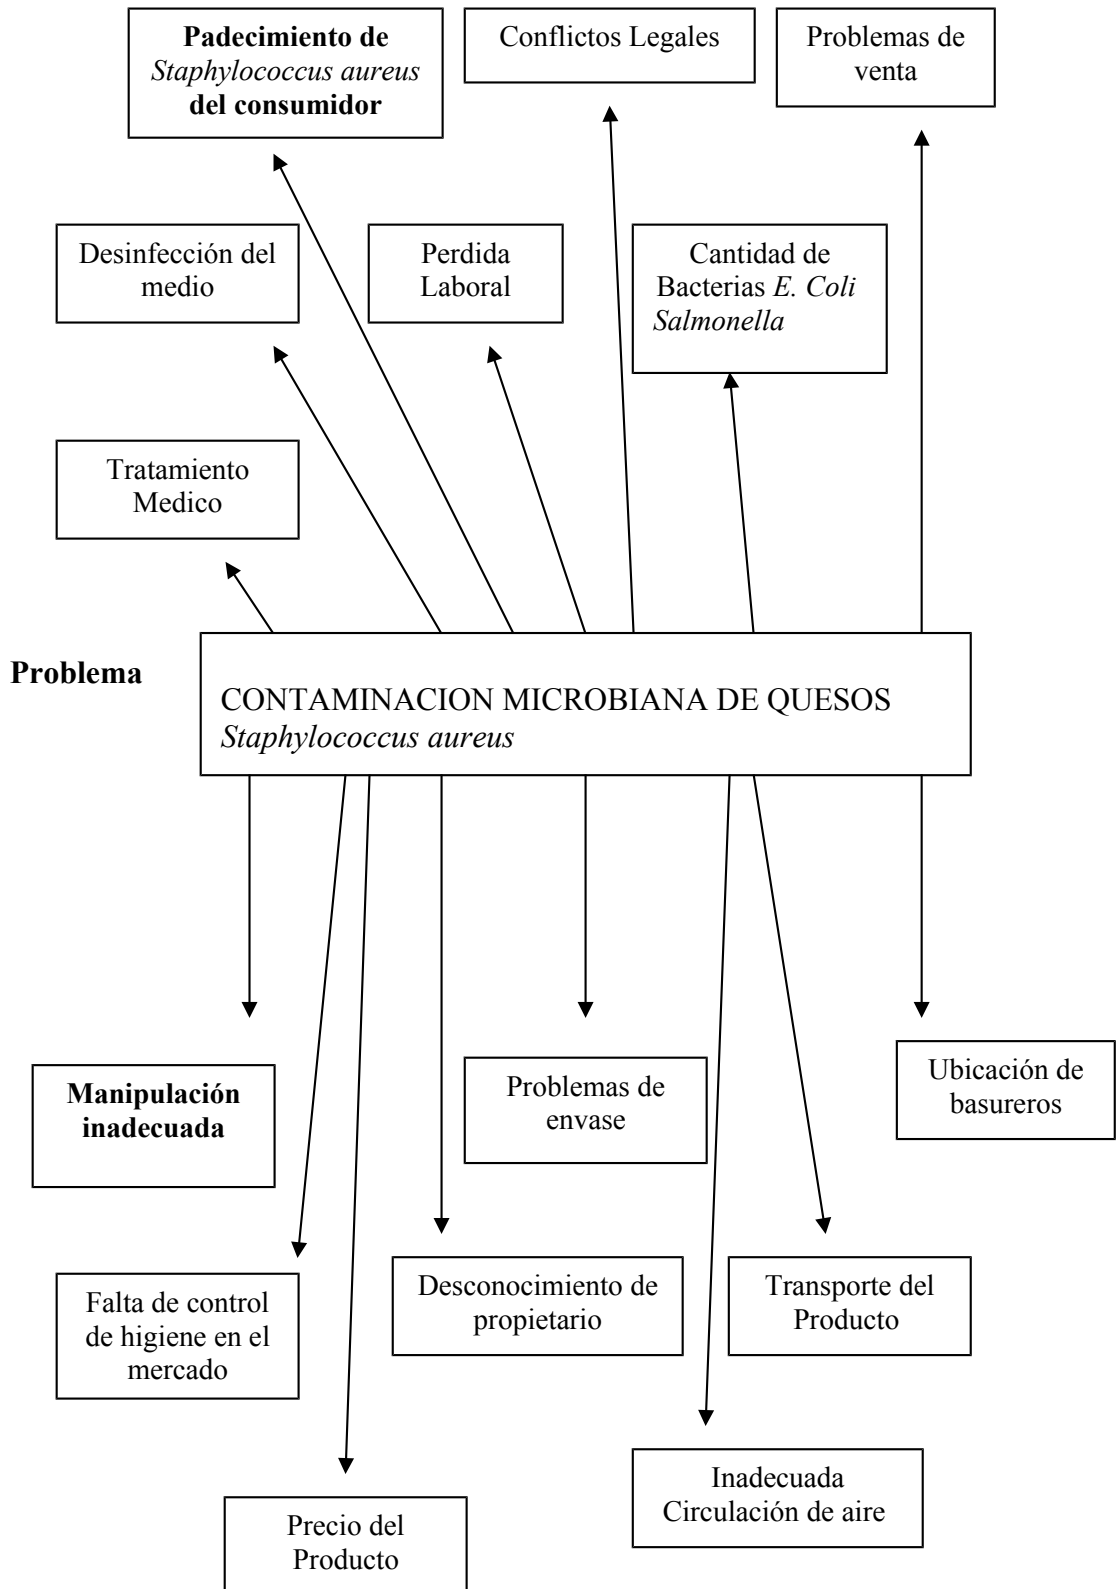 Padecimiento de
Staphylococcus aureus
del consumidor
Conflictos Legales
Problemas de
venta
Desinfección del
medio
Perdida
Laboral
Cantidad de
Bacterias E. Coli
Salmonella
Tratamiento
Medico
Problema
CONTAMINACION MICROBIANA DE QUESOS
Staphylococcus aureus
Manipulación
inadecuada
Problemas de
envase
Ubicación de
basureros
Falta de control
de higiene en el
mercado
Desconocimiento de
propietario
Transporte del
Producto
Precio del
Producto
Inadecuada
Circulación de aire